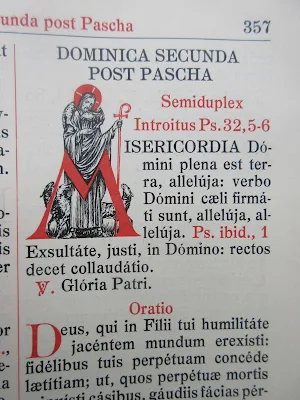 unda post Pascha 357
DOMINICA SECUNDA
POST PASCHA
Semiduplex
Introitus Ps. 32, 5-6
MISERICORDIA Dó-
mini plena est ter-
ra, allelúja: verbo
Dómini cæli firmá-
ti sunt, allelúja, al-
lelúja. Ps. ibid., 1
Exsultáte, justi, in Dómino: rectos
decet collaudátio.
℣. Glória Patri.
Oratio
Deus, qui in Fílii tui humilitáte
jacéntem mundum erexísti:
fidélibus tuis perpétuam concéde
lætítiam; ut, quos perpétuæ mortis
cásibus, gáudiis fácias pér-